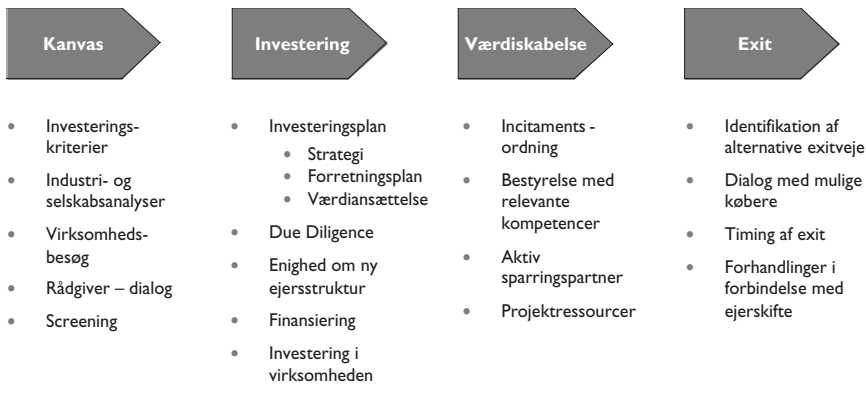 Kanvas
Investerings-
kriterier
Industri- og
selskabsanalyser
Virksomheds-
besøg
Rådgiver – dialog
Screening
Investering
Investeringsplan
Strategi
Forretningsplan
Værdiansættelse
Due Diligence
Enighed om ny
ejersstruktur
Finansiering
Investering i
virksomheden
Værdiskabelse
Incitaments -
ordning
Bestyrelse med
relevante
kompetencer
Aktiv
sparringspartner
Projektressourcer
Exit
Identifikation af
alternative exitveje
Dialog med mulige
købere
Timing af exit
Forhandlinger i
forbindelse med
ejerskifte